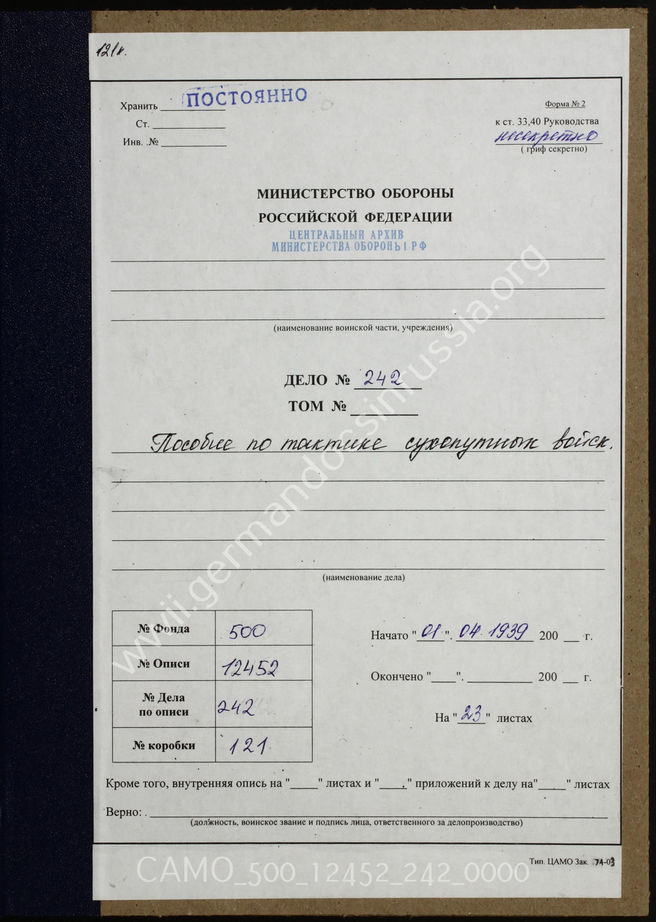 121к.
Хранить ПОСТОЯННО
Форма № 2
Ст.
к ст. 33,40 Руководства
Инв. №
несекретно
( гриф секретно)
МИНИСТЕРСТВО ОБОРОНЫ
РОССИЙСКОЙ ФЕДЕРАЦИИ
ЦЕНТРАЛЬНЫЙ АРХИВ
МИНИСТЕРСТВА ОБОРОНЫ РФ
(наименование воинской части, учреждения)
ДЕЛО № 242
ТОМ №
Пособие по тактике сухопутных войск.
(наименование дела)
№ Фонда 500
№ Описи 12452
№ Дела
по описи 242
№ коробки 121
Начато "01". 04. 1939 200 г.
Окончено " ". 200 г.
На "23" листах
Кроме того, внутренняя опись на " " листах и " ." приложений к делу на" " листах
Верно: .
(должность, воинское звание и подпись лица, ответственного за делопроизводство)
Тип. ЦАМО Зак. 74-03
CAMO_500_12452_242_0000
wwii.germandocsinrussia.org